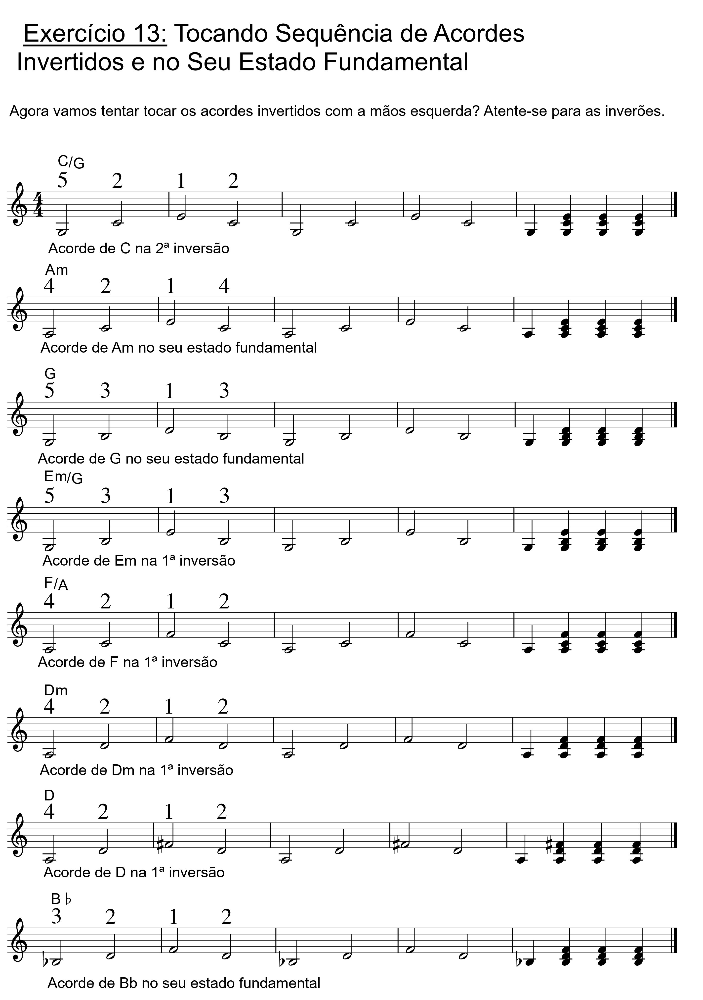 Exercício 13: Tocando Sequência de Acordes
Invertidos e no Seu Estado Fundamental
Agora vamos tentar tocar os acordes invertidos com a mãos esquerda? Atente-se para as inverões.
C/G
5 2 1 2
4
4
Acorde de C na 2ª inversão
Am
4 2 1 4
Acorde de Am no seu estado fundamental
G
5 3 1 3
Acorde de G no seu estado fundamental
Em/G
5 3 1 3
Acorde de Em na 1ª inversão
F/A
4 2 1 2
Acorde de F na 1ª inversão
Dm
4 2 1 2
Acorde de Dm na 1ª inversão
D
4 2 1 2
Acorde de D na 1ª inversão
B♭
3 2 1 2
Acorde de Bb no seu estado fundamental